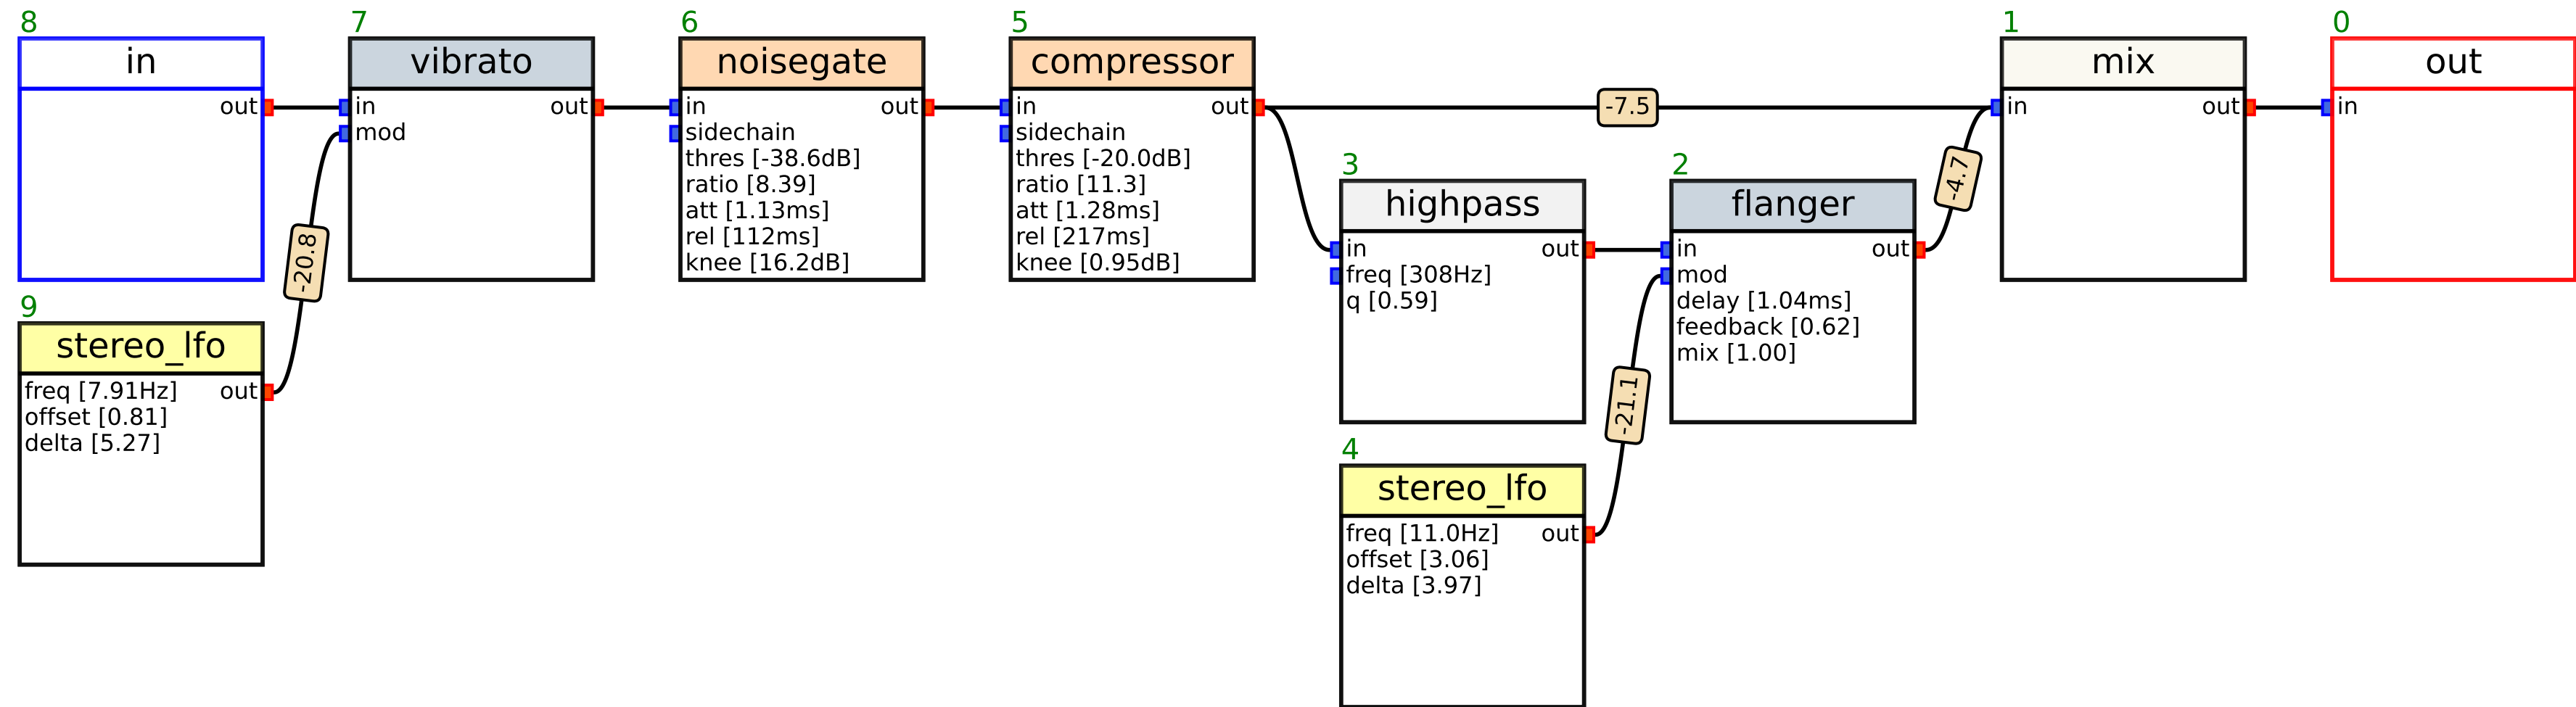 8
in
out
7
vibrato
in
out
mod
6
noisegate
in
out
sidechain
thres [-38.6dB]
ratio [8.39]
att [1.13ms]
rel [112ms]
knee [16.2dB]
5
compressor
in
out
sidechain
thres [-20.0dB]
ratio [11.3]
att [1.28ms]
rel [217ms]
knee [0.95dB]
-7.5
1
mix
in
out
0
out
in
-20.8
9
stereo_lfo
freq [7.91Hz]
out
offset [0.81]
delta [5.27]
3
highpass
in
out
freq [308Hz]
q [0.59]
2
flanger
in
out
mod
delay [1.04ms]
feedback [0.62]
mix [1.00]
-4.7
-21.1
4
stereo_lfo
freq [11.0Hz]
out
offset [3.06]
delta [3.97]